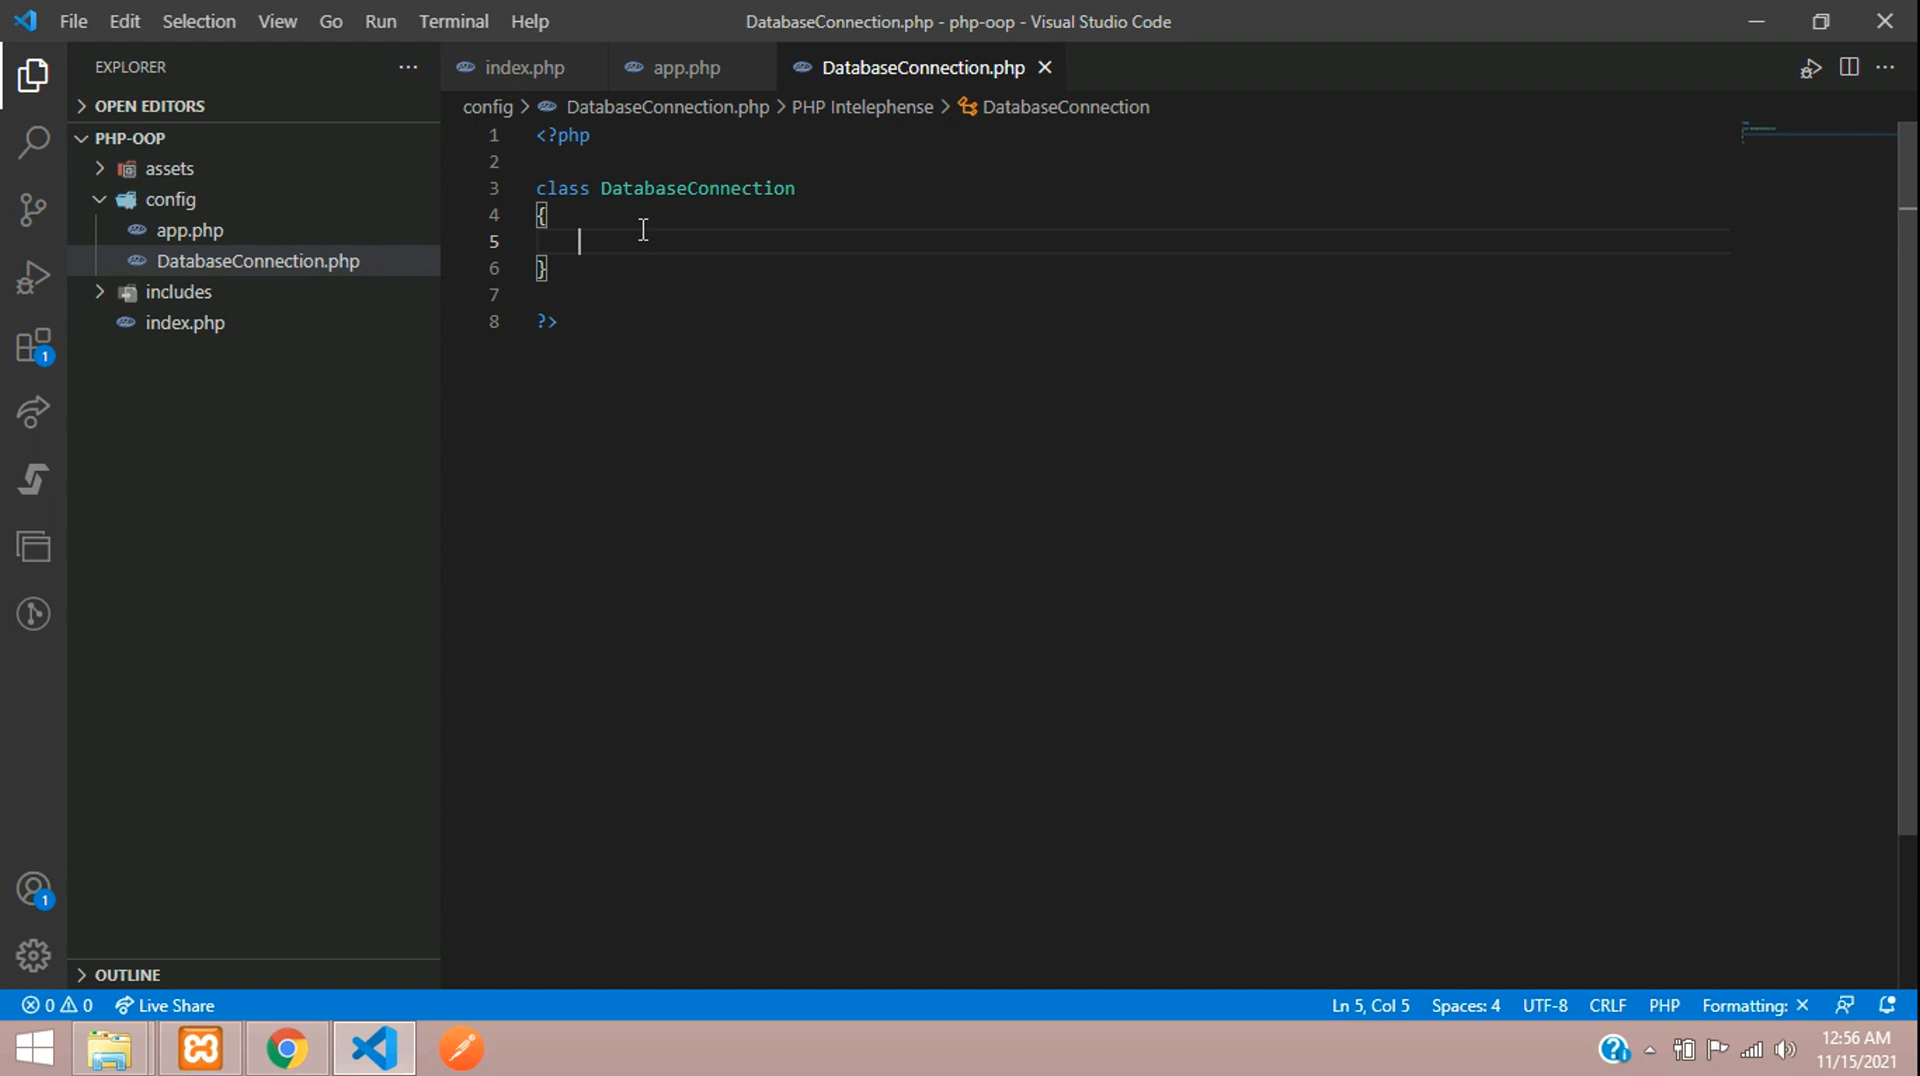 File Edit Selection View Go Run Terminal Help
DatabaseConnection.php - php-oop - Visual Studio Code
EXPLORER
OPEN EDITORS
PHP-OOP
assets
config
app.php
DatabaseConnection.php
includes
index.php
OUTLINE
index.php app.php DatabaseConnection.php
config > DatabaseConnection.php > PHP Intelephense > DatabaseConnection
1 <?php
2
3 class DatabaseConnection
4 {
5
6 }
7
8 ?>
1
1
0 0 Live Share
Ln 5, Col 5 Spaces: 4 UTF-8 CRLF PHP Formatting: ×
12:56 AM
11/15/2021